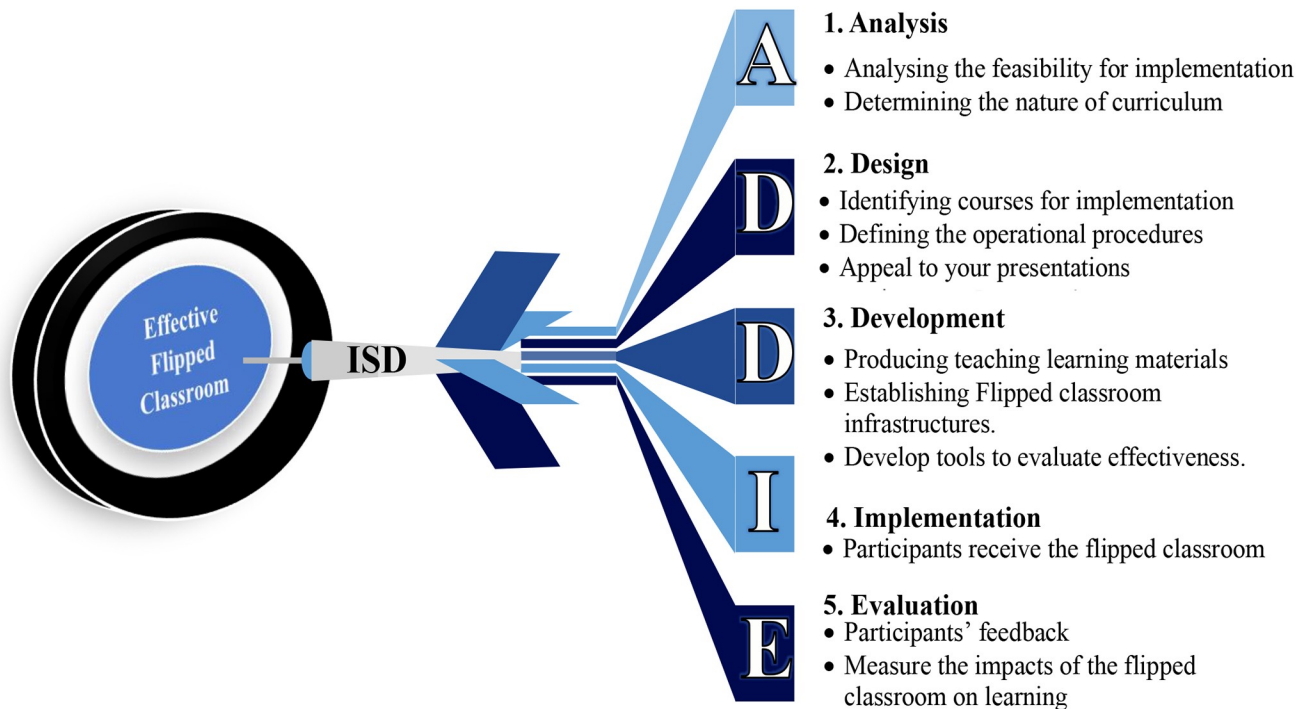 Effective
Flipped
Classroom
ISD
A
1. Analysis
• Analysing the feasibility for implementation
• Determining the nature of curriculum
D
2. Design
• Identifying courses for implementation
• Defining the operational procedures
• Appeal to your presentations
D
3. Development
• Producing teaching learning materials
• Establishing Flipped classroom
infrastructures.
• Develop tools to evaluate effectiveness.
I
4. Implementation
• Participants receive the flipped classroom
E
5. Evaluation
• Participants’ feedback
• Measure the impacts of the flipped
classroom on learning